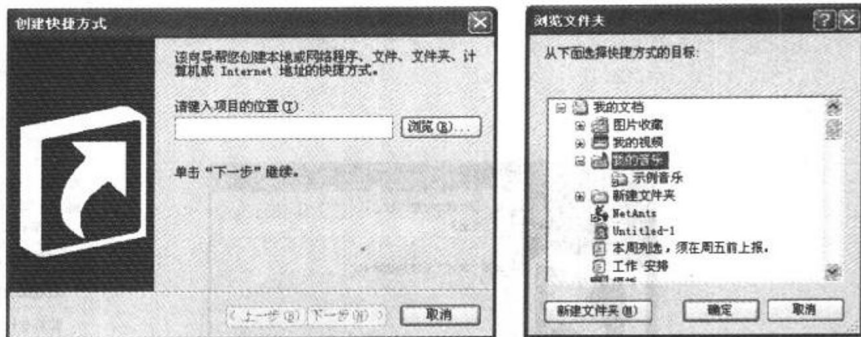 创建快捷方式
该向导帮您创建本地或网络程序、文件、文件夹、计
算机或 Internet 地址的快捷方式。
请键入项目的位置(T):
浏览(R)...
单击“下一步”继续。
< 上一步(B)
下一步(N) >
取消
浏览文件夹
从下面选择快捷方式的目标:
我的文档
图片收藏
我的视频
我的音乐
示例音乐
新建文件夹
NetAnts
Untitled-1
本周列选，须在周五前上报.
工作 安排
新建文件夹(M)
确定
取消